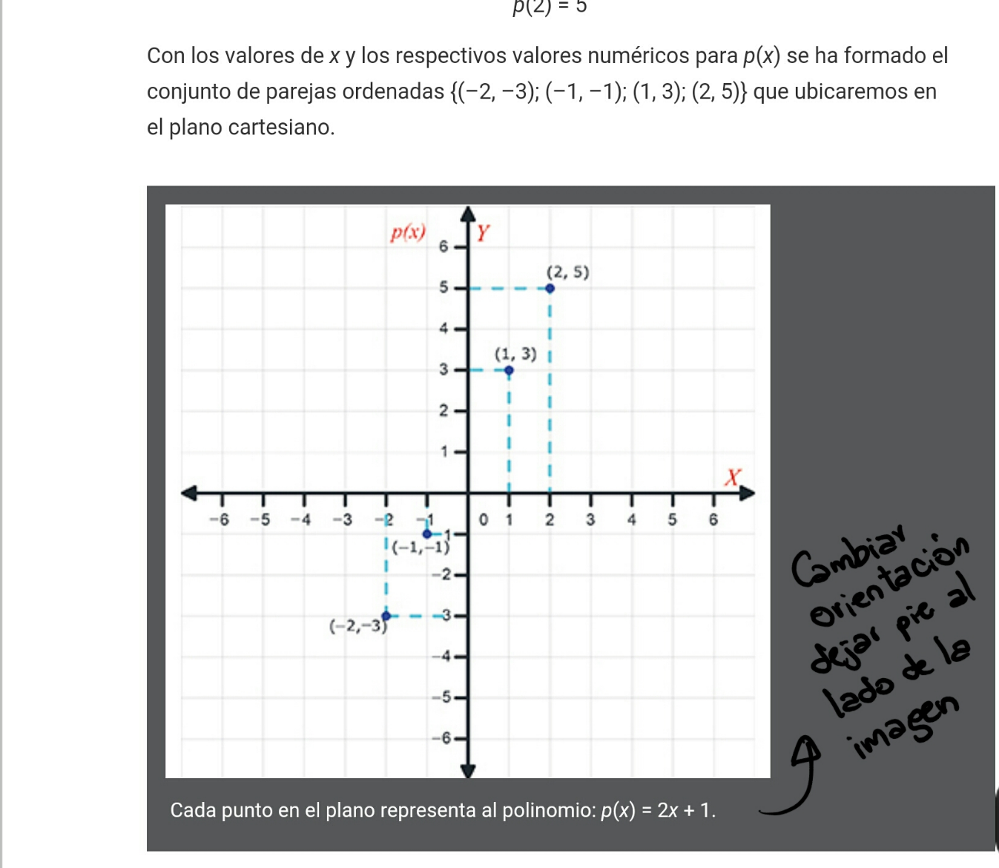 p(2) = 5
Con los valores de x y los respectivos valores numéricos para p(x) se ha formado el
conjunto de parejas ordenadas {(−2, −3); (−1, −1); (1, 3); (2, 5)} que ubicaremos en
el plano cartesiano.
p(x) Y
6
(2, 5)
5
4
(1, 3)
3
2
1
X
−6 −5 −4 −3 −2 −1 0 1 2 3 4 5 6
−1
(−1,−1)
−2
−3
(−2,−3)
−4
−5
−6
Cambiar
orientación
dejar pie al
lado de la
imagen
Cada punto en el plano representa al polinomio: p(x) = 2x + 1.